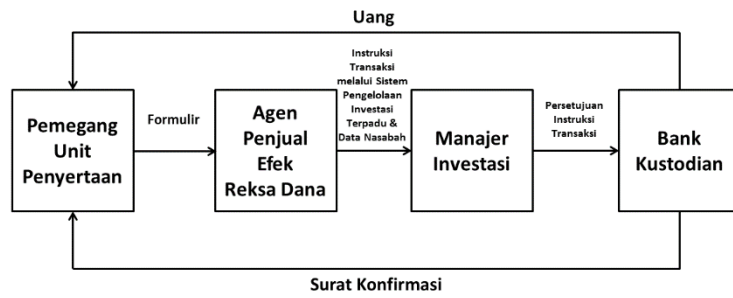 Uang
Pemegang
Unit
Penyertaan
Formulir
Agen
Penjual
Efek
Reksa Dana
Instruksi
Transaksi
melalui Sistem
Pengelolaan
Investasi
Terpadu &
Data Nasabah
Manajer
Investasi
Persetujuan
Instruksi
Transaksi
Bank
Kustodian
Surat Konfirmasi